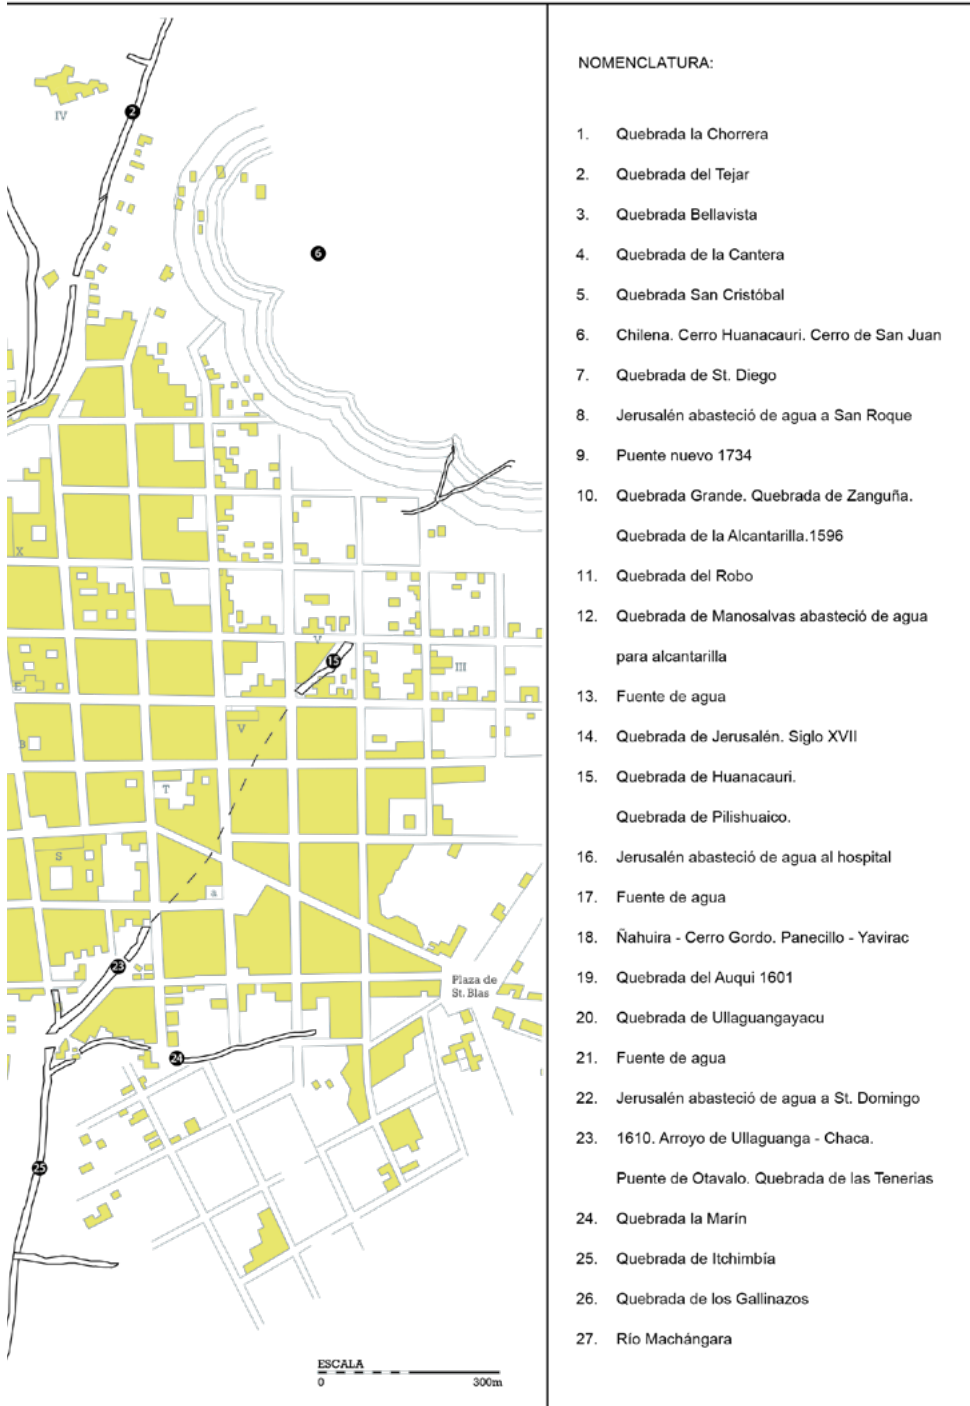 NOMENCLATURA:
1. Quebrada la Chorrera
2. Quebrada del Tejar
3. Quebrada Bellavista
4. Quebrada de la Cantera
5. Quebrada San Cristóbal
6. Chilena. Cerro Huanacauri. Cerro de San Juan
7. Quebrada de St. Diego
8. Jerusalén abasteció de agua a San Roque
9. Puente nuevo 1734
10. Quebrada Grande. Quebrada de Zanguña.
Quebrada de la Alcantarilla.1596
11. Quebrada del Robo
12. Quebrada de Manosalvas abasteció de agua
para alcantarilla
13. Fuente de agua
14. Quebrada de Jerusalén. Siglo XVII
15. Quebrada de Huanacauri.
Quebrada de Pilishuaico.
16. Jerusalén abasteció de agua al hospital
17. Fuente de agua
18. Ñahuira - Cerro Gordo. Panecillo - Yavirac
19. Quebrada del Auqui 1601
20. Quebrada de Ullaguangayacu
21. Fuente de agua
22. Jerusalén abasteció de agua a St. Domingo
23. 1610. Arroyo de Ullaguanga - Chaca.
Puente de Otavalo. Quebrada de las Tenerias
24. Quebrada la Marín
25. Quebrada de Itchimbía
26. Quebrada de los Gallinazos
27. Río Machángara
2
IV
6
X
V
15
III
E
V
B
T
S
a
23
Plaza de
St. Blas
24
25
ESCALA
0 300m